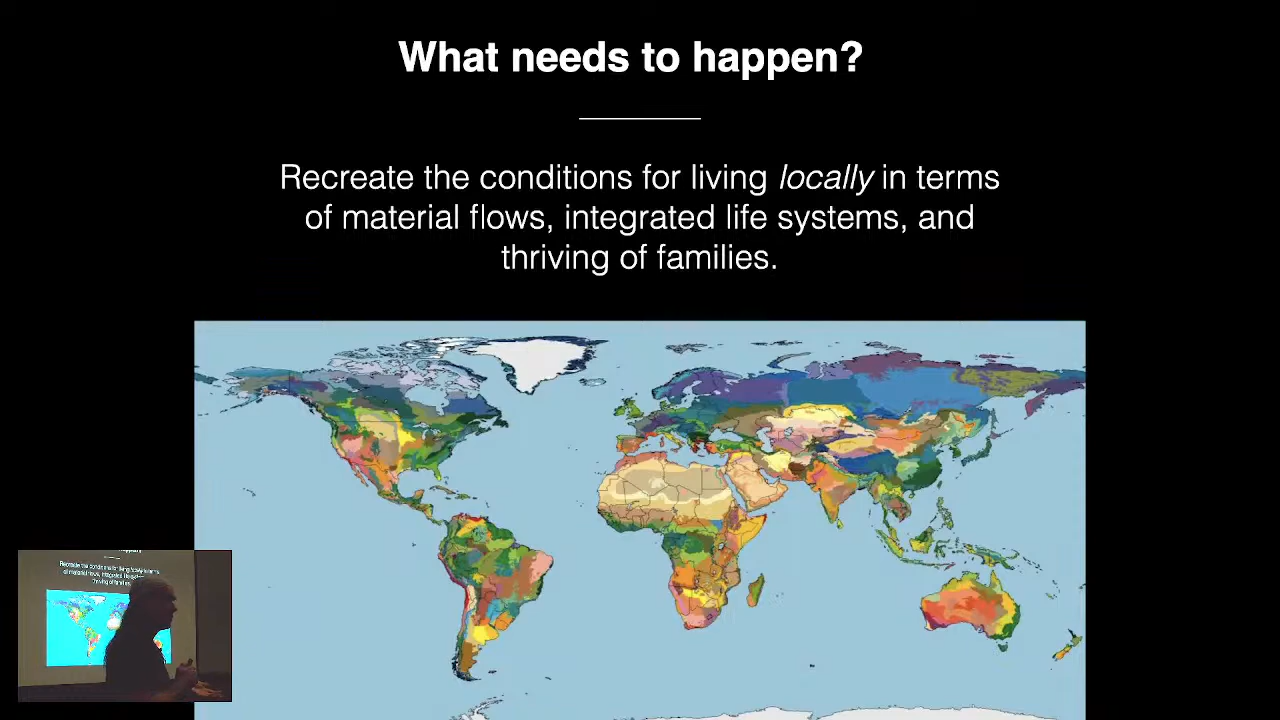 What needs to happen?
Recreate the conditions for living locally in terms
of material flows, integrated life systems, and
thriving of families.